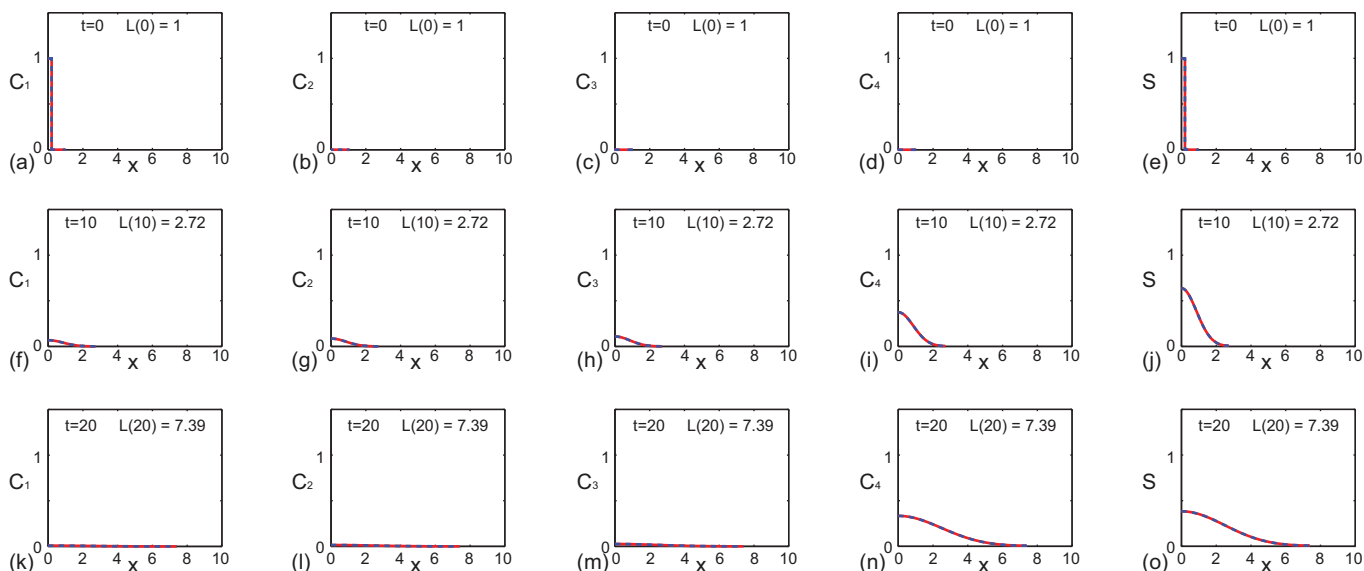 t=0 L(0) = 1 t=0 L(0) = 1 t=0 L(0) = 1 t=0 L(0) = 1 t=0 L(0) = 1
1 1 1 1 1
C1 C2 C3 C4 S
0 0 0 0 0
(a) 0 2 4 6 8 10 (b) 0 2 4 6 8 10 (c) 0 2 4 6 8 10 (d) 0 2 4 6 8 10 (e) 0 2 4 6 8 10
x x x x x
t=10 L(10) = 2.72 t=10 L(10) = 2.72 t=10 L(10) = 2.72 t=10 L(10) = 2.72 t=10 L(10) = 2.72
1 1 1 1 1
C1 C2 C3 C4 S
0 0 0 0 0
(f) 0 2 4 6 8 10 (g) 0 2 4 6 8 10 (h) 0 2 4 6 8 10 (i) 0 2 4 6 8 10 (j) 0 2 4 6 8 10
x x x x x
t=20 L(20) = 7.39 t=20 L(20) = 7.39 t=20 L(20) = 7.39 t=20 L(20) = 7.39 t=20 L(20) = 7.39
1 1 1 1 1
C1 C2 C3 C4 S
0 0 0 0 0
(k) 0 2 4 6 8 10 (l) 0 2 4 6 8 10 (m) 0 2 4 6 8 10 (n) 0 2 4 6 8 10 (o) 0 2 4 6 8 10
x x x x x